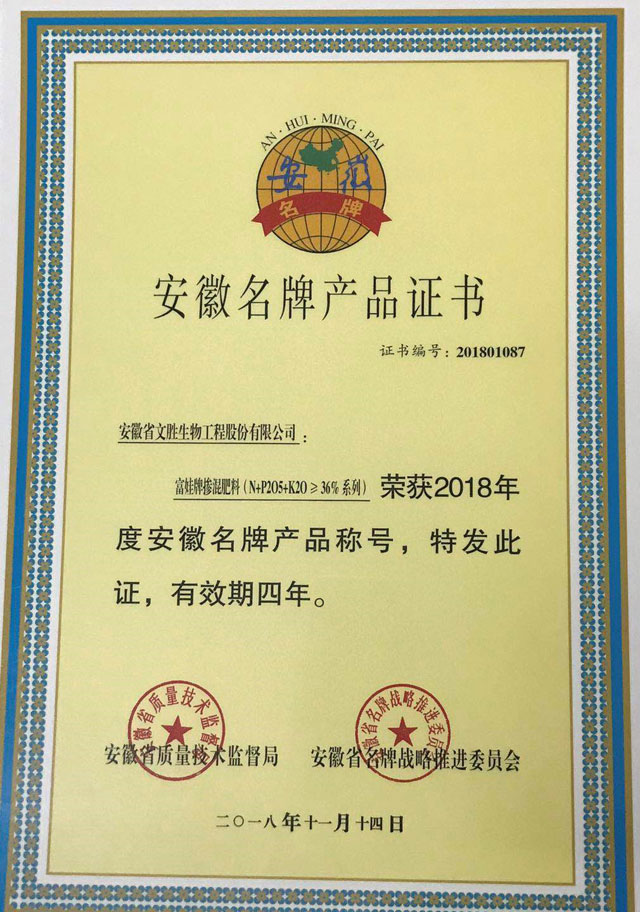 AN·HUI·MING·PAI
安徽
名牌
安徽名牌产品证书
证书编号：201801087
安徽省文胜生物工程股份有限公司：
富娃牌掺混肥料（N+P2O5+K2O≥36%系列）荣获2018年
度安徽名牌产品称号，特发此
证，有效期四年。
安徽省质量技术监督局
安徽省名牌战略推进委员会
安徽省质量技术监督局 安徽省名牌战略推进委员会
二〇一八年十一月十四日